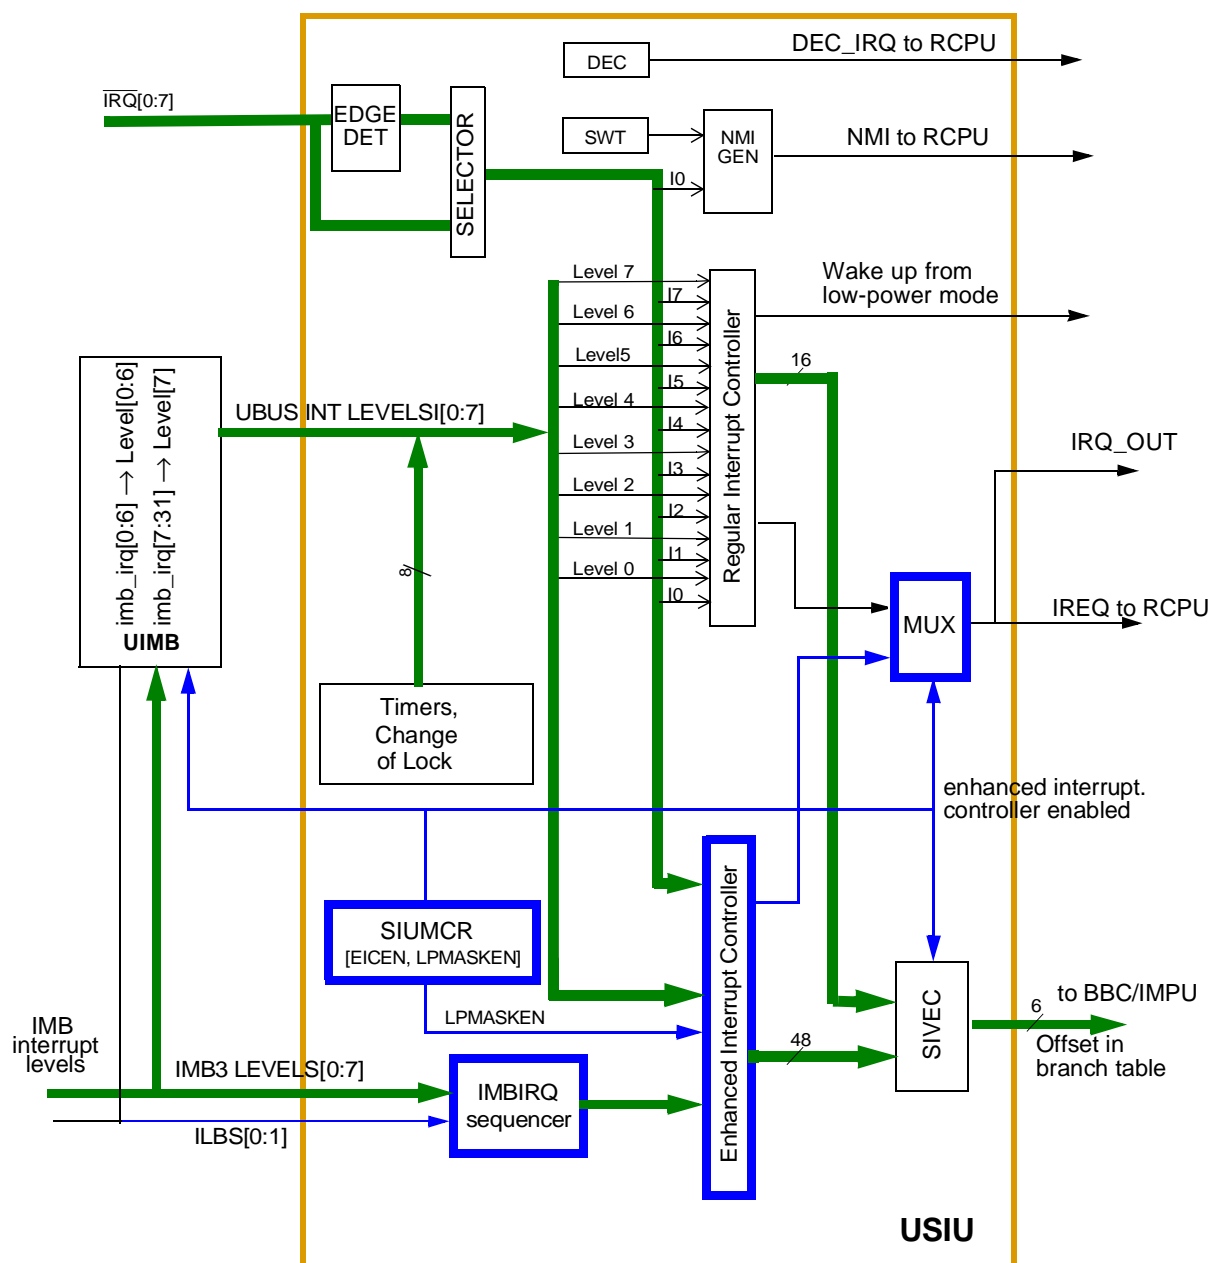 DEC_IRQ to RCPU
DEC
IRQ[0:7]
EDGE
DET
SELECTOR
SWT
NMI
GEN
NMI to RCPU
I0
Level 7
I7
Level 6
I6
Level5
I5
Level 4
I4
Level 3
I3
Level 2
I2
Level 1
I1
Level 0
I0
Regular Interrupt Controller
Wake up from
low-power mode
16
imb_irq[0:6] → Level[0:6]
imb_irq[7:31] → Level[7]
UIMB
UBUS INT LEVELSI[0:7]
8
IRQ_OUT
MUX
IREQ to RCPU
Timers,
Change
of Lock
enhanced interrupt.
controller enabled
SIUMCR
[EICEN, LPMASKEN]
LPMASKEN
Enhanced Interrupt Controller
48
SIVEC
6
to BBC/IMPU
Offset in
branch table
IMB
interrupt
levels
IMB3 LEVELS[0:7]
ILBS[0:1]
IMBIRQ
sequencer
USIU